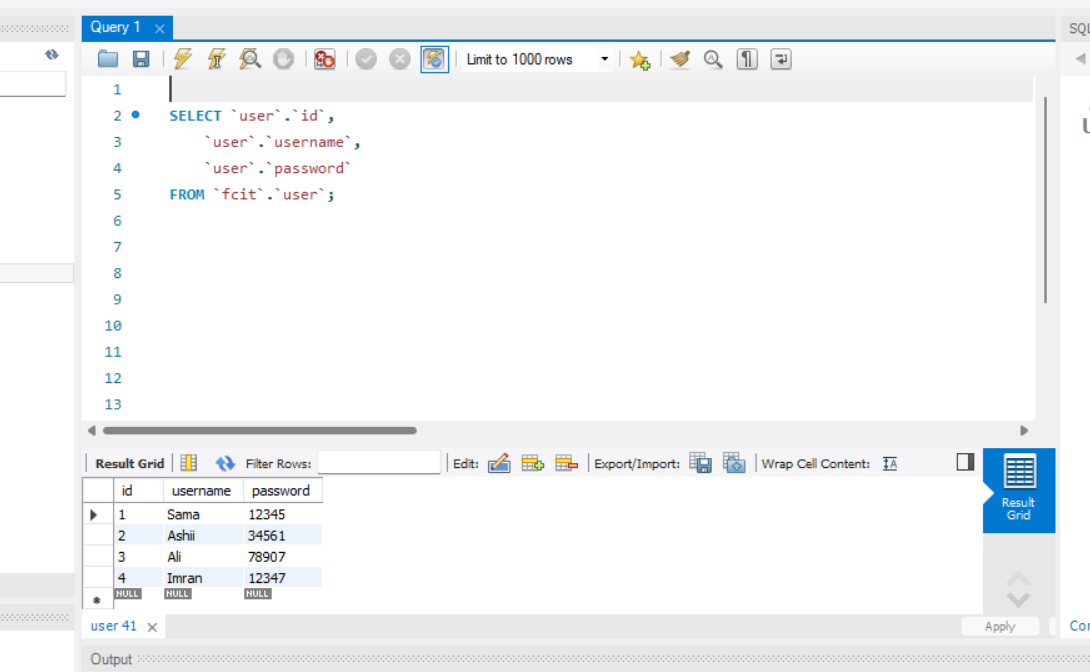 Query 1
SQL
Limit to 1000 rows
1
2 SELECT `user`.`id`,
3 `user`.`username`,
4 `user`.`password`
5 FROM `fcit`.`user`;
6
7
8
9
10
11
12
13
Result Grid Filter Rows: Edit: Export/Import: Wrap Cell Content: IA
id username password
1 Sama 12345
2 Ashii 34561
3 Ali 78907
4 Imran 12347
NULL NULL NULL
Result
Grid
user 41
Apply
Output